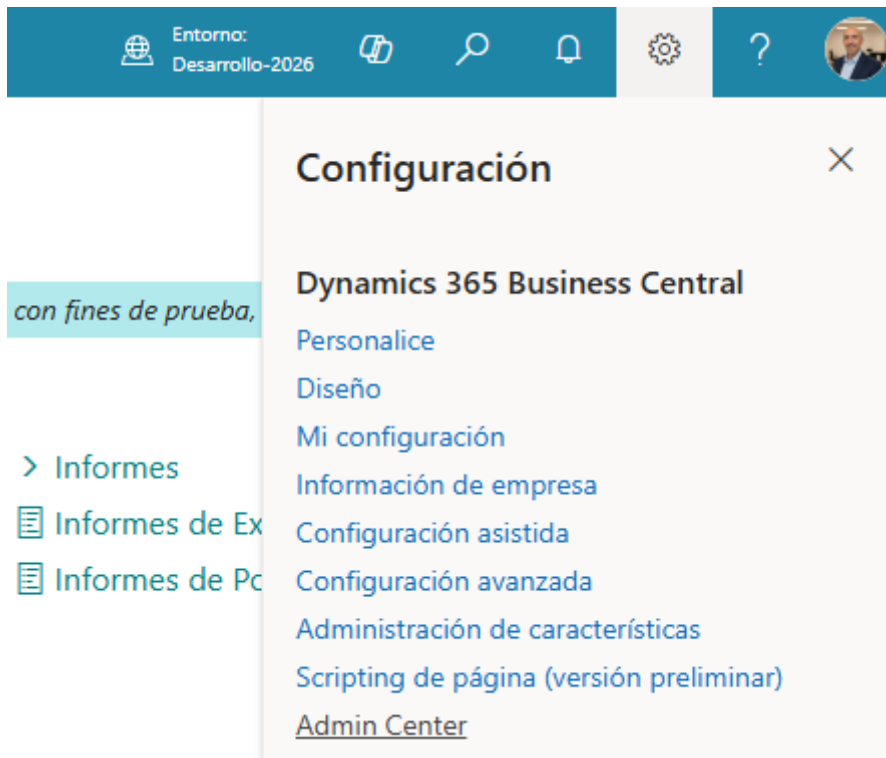 Entorno:
Desarrollo-2026
?
Configuración
Dynamics 365 Business Central
con fines de prueba,
Personalice
Diseño
Mi configuración
Informes
Información de empresa
Informes de Ex
Configuración asistida
Informes de Po
Configuración avanzada
Administración de características
Scripting de página (versión preliminar)
Admin Center